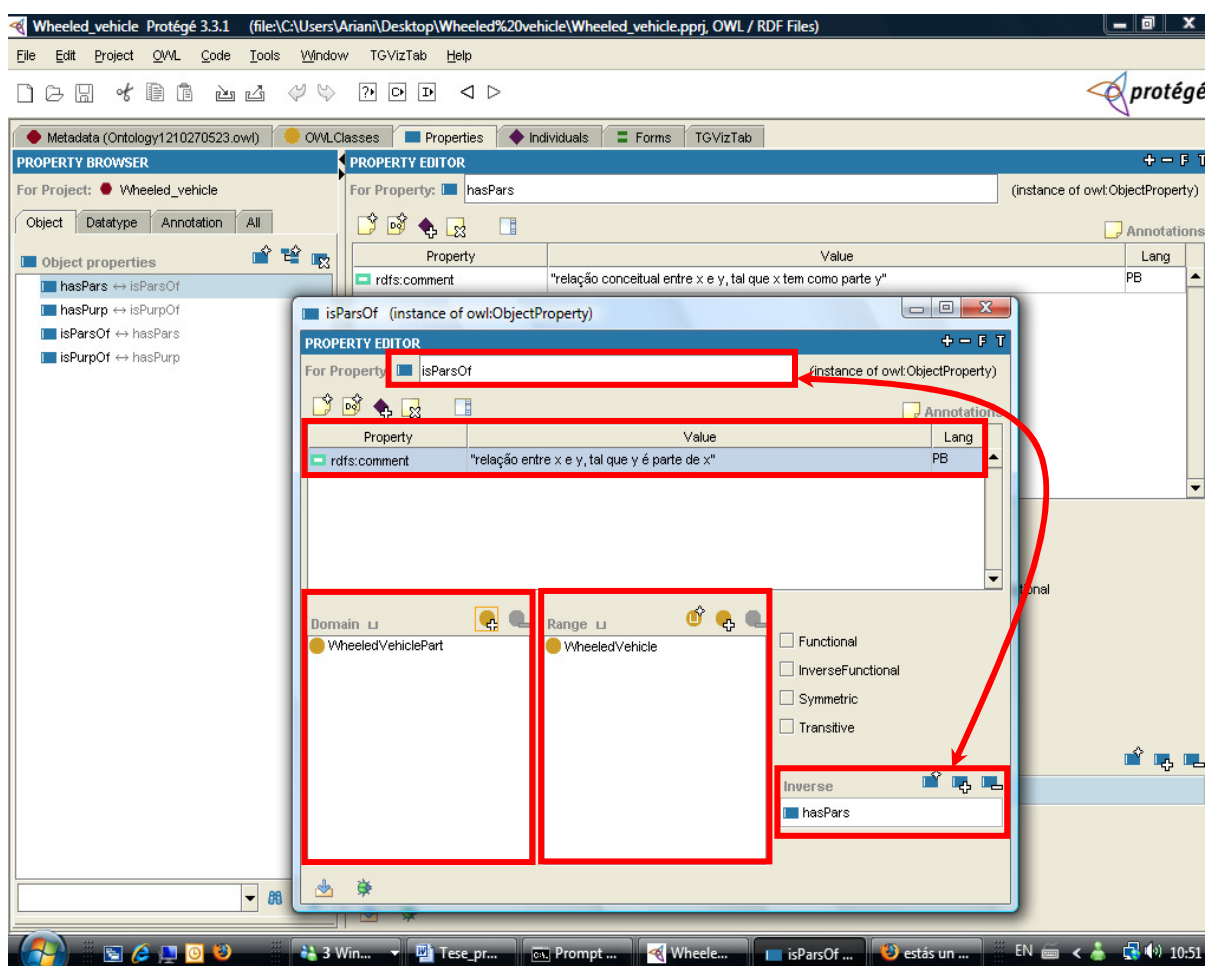 Wheeled_vehicle Protégé 3.3.1 (file:\C:\Users\Ariani\Desktop\Wheeled%20vehicle\Wheeled_vehicle.pprj, OWL / RDF Files)
File Edit Project OWL Code Tools Window TGVizTab Help
protégé
Metadata (Ontology1210270523.owl) OWLClasses Properties Individuals Forms TGVizTab
PROPERTY BROWSER
For Project: Wheeled_vehicle
Object Datatype Annotation All
Object properties
hasPars ↔ isParsOf
hasPurp ↔ isPurpOf
isParsOf ↔ hasPars
isPurpOf ↔ hasPurp
PROPERTY EDITOR
F T
For Property: hasPars (instance of owl:ObjectProperty)
Annotations
Property Value Lang
rdfs:comment "relação conceitual entre x e y, tal que x tem como parte y" PB
tional
isParsOf (instance of owl:ObjectProperty)
PROPERTY EDITOR
F T
For Property isParsOf (instance of owl:ObjectProperty)
Annotations
Property Value Lang
rdfs:comment "relação entre x e y, tal que y é parte de x" PB
Domain ⊔
WheeledVehiclePart
Range ⊔
WheeledVehicle
Functional
InverseFunctional
Symmetric
Transitive
Inverse
hasPars
3 Win... Tese_pr... Prompt ... Wheele... isParsOf ... estás un ... EN 10:51